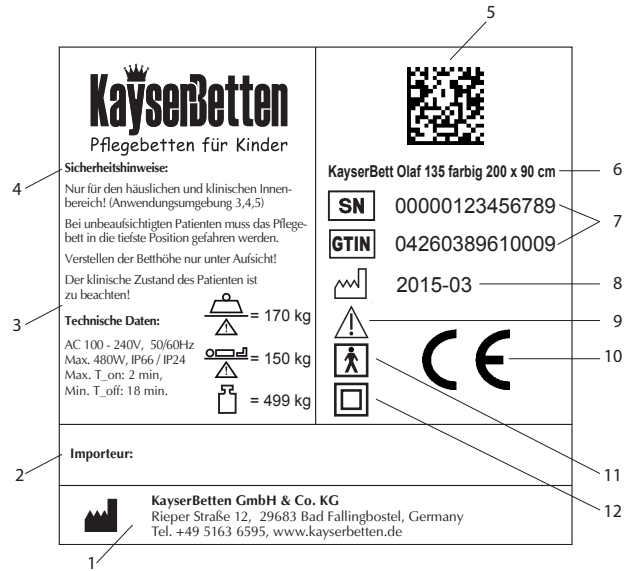 5
KayserBetten
Pflegebetten für Kinder
4
Sicherheitshinweise:
Nur für den häuslichen und klinischen Innen-
bereich! (Anwendungsumgebung 3,4,5)
Bei unbeaufsichtigten Patienten muss das Pflege-
bett in die tiefste Position gefahren werden.
Verstellen der Betthöhe nur unter Aufsicht!
Der klinische Zustand des Patienten ist
zu beachten!
3
Technische Daten:
AC 100 - 240V, 50/60Hz
Max. 480W, IP66 / IP24
Max. T_on: 2 min,
Min. T_off: 18 min.
= 170 kg
= 150 kg
= 499 kg
KayserBett Olaf 135 farbig 200 x 90 cm
6
SN 00000123456789
7
GTIN 04260389610009
2015-03
8
9
CE
10
11
12
2
Importeur:
KayserBetten GmbH & Co. KG
Rieper Straße 12, 29683 Bad Fallingbostel, Germany
Tel. +49 5163 6595, www.kayserbetten.de
1